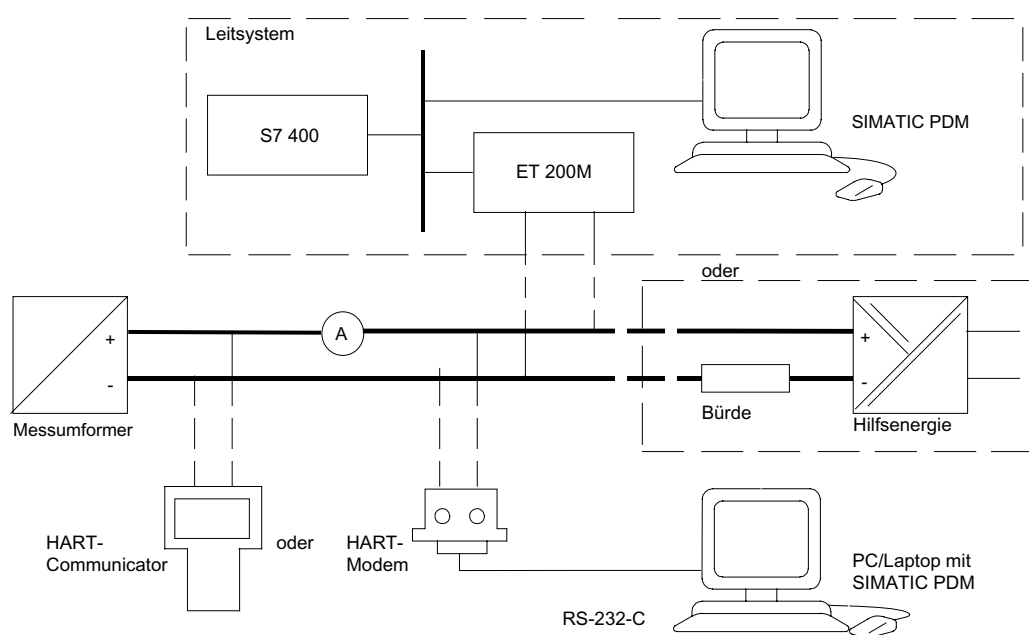 Leitsystem
S7 400
ET 200M
SIMATIC PDM
oder
+
-
A
+
-
Messumformer
Bürde
Hilfsenergie
HART-
Communicator
oder
HART-
Modem
RS-232-C
PC/Laptop mit
SIMATIC PDM